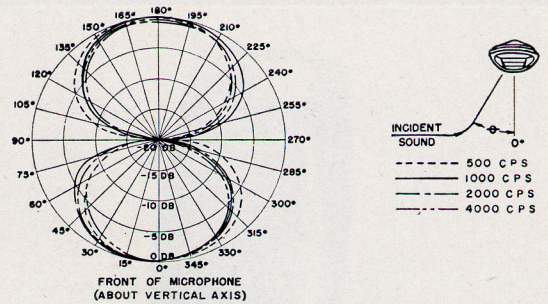 180°
165° 195°
150° 210°
135° 225°
120° 240°
105° 255°
90° 270°
75° 285°
60° 300°
45° 315°
30° 330°
15° 345°
0°
-20 DB
-15 DB
-10 DB
-5 DB
0 DB
FRONT OF MICROPHONE
(ABOUT VERTICAL AXIS)
INCIDENT
SOUND
θ
0°
500 CPS
1000 CPS
2000 CPS
4000 CPS